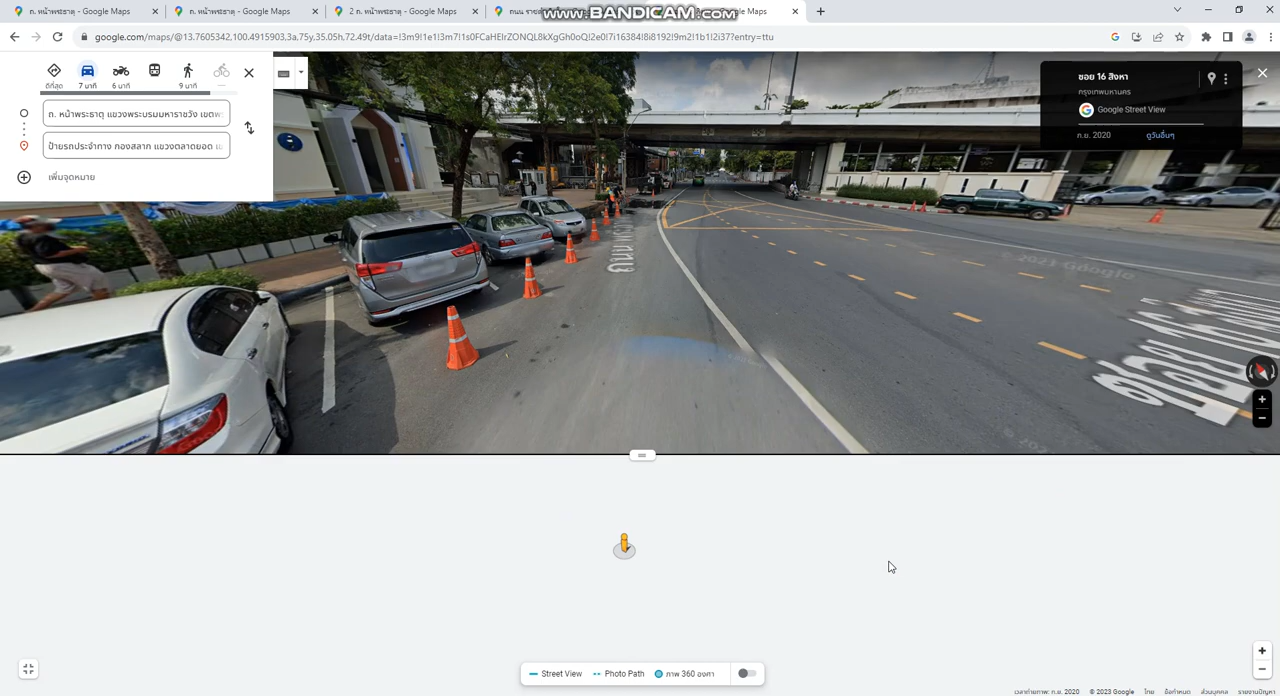 ถ. หน้าพระธาตุ - Google Maps
ถ. หน้าพระธาตุ - Google Maps
2 ถ. หน้าพระธาตุ - Google Maps
www.BANDICAM.com
Maps
google.com/maps/@13.7605342,100.4915903,3a,75y,35.05h,72.49t/data=!3m9!1e1!3m7!1s0FCaHEIrZONQL8kXgGh0oQ!2e0!7i16384!8i8192!9m2!1b1!2i37?entry=ttu
ดีที่สุด
7 นาที
6 นาที
9 นาที
ถ. หน้าพระธาตุ แขวงพระบรมมหาราชวัง เขตพ
ป้ายรถประจำทาง กองสลาก แขวงตลาดยอด เข
เพิ่มจุดหมาย
ซอย 16 สิงหา
กรุงเทพมหานคร
Google Street View
ก.ย. 2020
ดูวันอื่นๆ
© 2023 Google
Street View
Photo Path
ภาพ 360 องศา
เวลาถ่ายภาพ: ก.ย. 2020
© 2023 Google
ไทย
ข้อกำหนด
ส่วนบุคคล
รายงานปัญหา